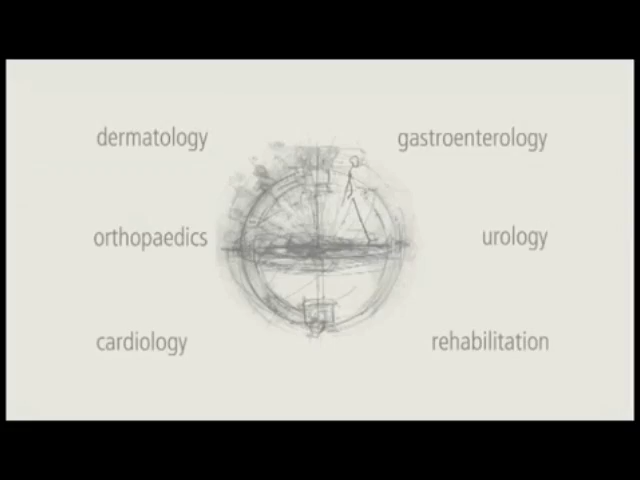 dermatology
gastroenterology
orthopaedics
urology
cardiology
rehabilitation